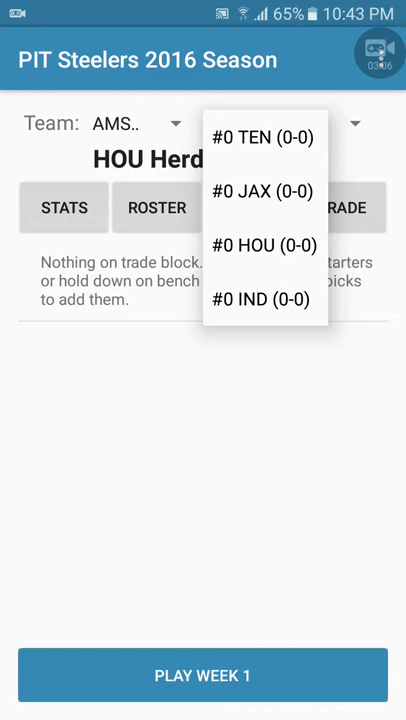 65% 10:43 PM
PIT Steelers 2016 Season
03:06
Team: AMS..
#0 TEN (0-0)
HOU Herd
#0 JAX (0-0)
STATS ROSTER RADE
#0 HOU (0-0)
Nothing on trade block. starters
or hold down on bench picks
to add them.
#0 IND (0-0)
PLAY WEEK 1